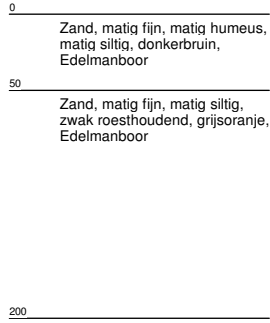 0
Zand, matig fijn, matig humeus,
matig siltig, donkerbruin,
Edelmanboor
50
Zand, matig fijn, matig siltig,
zwak roesthoudend, grijsoranje,
Edelmanboor
200